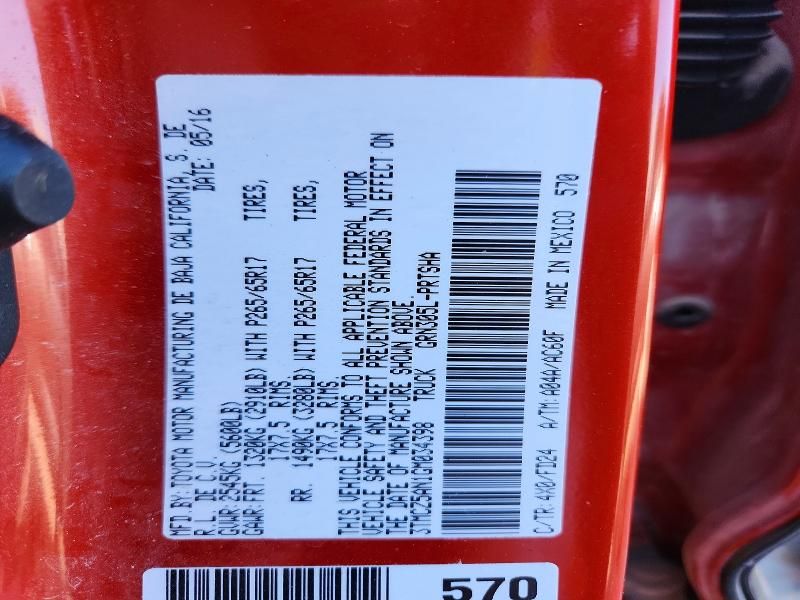 MFD.BY:TOYOTA MOTOR MANUFACTURING DE BAJA CALIFORNIA, S. DE
R.L. DE C.V. DATE: 05/16
GVWR:2545KG (5600LB)
GAWR:FRT. 1320KG (2910LB) WITH P265/65R17 TIRES,
17X7.5 RIMS.
RR. 1490KG (3280LB) WITH P265/65R17 TIRES,
17X7.5 RIMS.
THIS VEHICLE CONFORMS TO ALL APPLICABLE FEDERAL MOTOR
VEHICLE SAFETY AND THEFT PREVENTION STANDARDS IN EFFECT ON
THE DATE OF MANUFACTURE SHOWN ABOVE.
3TMCZ5AN1GM034398 TRUCK GRN305L-PRTSHA
C/TR:4X0/FD24 A/TM:A04A/AC60F MADE IN MEXICO 570
570